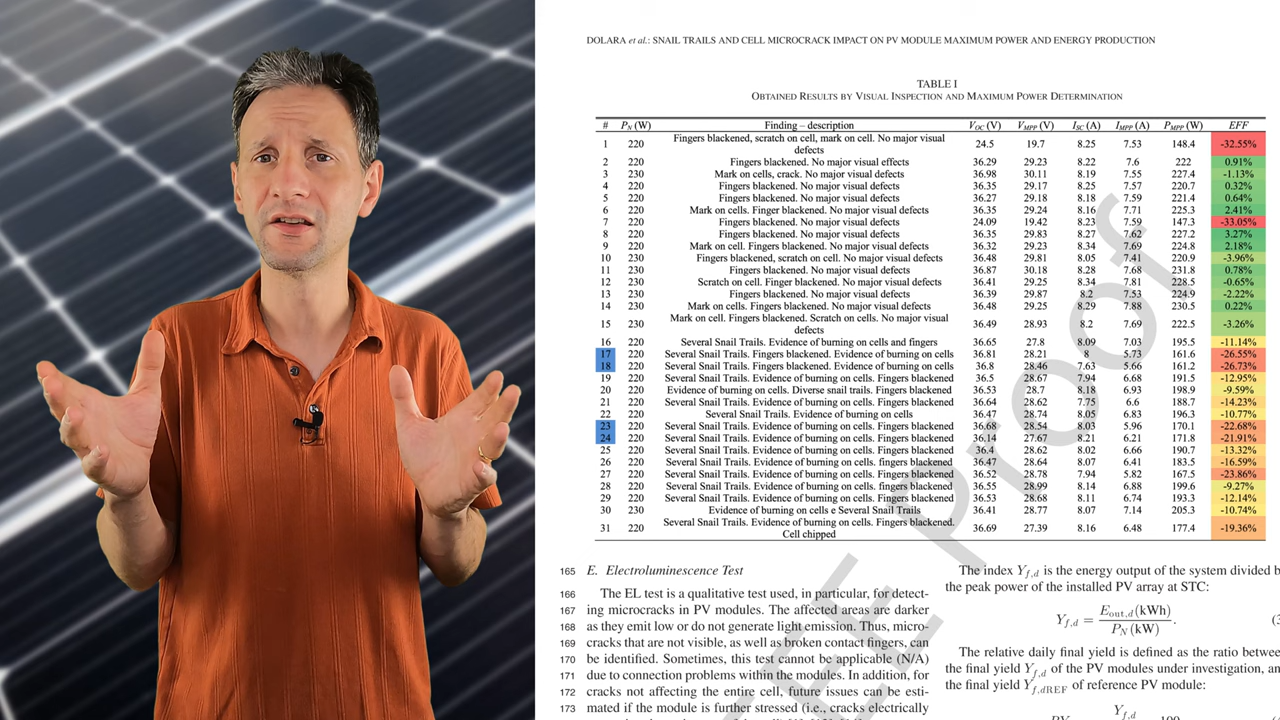 DOLARA et al.: SNAIL TRAILS AND CELL MICROCRACK IMPACT ON PV MODULE MAXIMUM POWER AND ENERGY PRODUCTION
TABLE I
OBTAINED RESULTS BY VISUAL INSPECTION AND MAXIMUM POWER DETERMINATION
# P_N (W) Finding – description V_OC (V) V_MPP (V) I_SC (A) I_MPP (A) P_MPP (W) EFF
1 220 Fingers blackened, scratch on cell, mark on cell. No major visual defects 24.5 19.7 8.25 7.53 148.4 -32.55%
2 220 Fingers blackened. No major visual effects 36.29 29.23 8.22 7.6 222 0.91%
3 230 Mark on cells, crack. No major visual defects 36.98 30.11 8.19 7.55 227.4 -1.13%
4 220 Fingers blackened. No major visual defects 36.35 29.17 8.25 7.57 220.7 0.32%
5 220 Fingers blackened. No major visual defects 36.27 29.18 8.18 7.59 221.4 0.64%
6 220 Mark on cells. Finger blackened. No major visual defects 36.35 29.24 8.16 7.71 225.3 2.41%
7 220 Fingers blackened. No major visual defects 24.09 19.42 8.23 7.59 147.3 -33.05%
8 220 Fingers blackened. No major visual defects 36.35 29.83 8.27 7.62 227.2 3.27%
9 220 Mark on cell. Fingers blackened. No major visual defects 36.32 29.23 8.34 7.69 224.8 2.18%
10 230 Fingers blackened, scratch on cell. No major visual defects 36.48 29.81 8.05 7.41 220.9 -3.96%
11 230 Fingers blackened. No major visual defects 36.87 30.18 8.28 7.68 231.8 0.78%
12 230 Scratch on cell. Finger blackened. No major visual defects 36.41 29.25 8.34 7.81 228.5 -0.65%
13 230 Fingers blackened. No major visual defects 36.39 29.87 8.2 7.53 224.9 -2.22%
14 230 Mark on cells. Fingers blackened. No major visual defects 36.48 29.25 8.29 7.88 230.5 0.22%
15 230 Mark on cell. Fingers blackened. Scratch on cells. No major visual defects 36.49 28.93 8.2 7.69 222.5 -3.26%
16 220 Several Snail Trails. Evidence of burning on cells and fingers 36.65 27.8 8.09 7.03 195.5 -11.14%
17 220 Several Snail Trails. Fingers blackened. Evidence of burning on cells 36.81 28.21 8 5.73 161.6 -26.55%
18 220 Several Snail Trails. Fingers blackened. Evidence of burning on cells 36.8 28.46 7.63 5.66 161.2 -26.73%
19 220 Several Snail Trails. Evidence of burning on cells. Fingers blackened 36.5 28.67 7.94 6.68 191.5 -12.95%
20 220 Evidence of burning on cells. Diverse snail trails. Fingers blackened 36.53 28.7 8.18 6.93 198.9 -9.59%
21 220 Several Snail Trails. Evidence of burning on cells. Fingers blackened 36.64 28.62 7.75 6.6 188.7 -14.23%
22 220 Several Snail Trails. Evidence of burning on cells 36.47 28.74 8.05 6.83 196.3 -10.77%
23 220 Several Snail Trails. Evidence of burning on cells. Fingers blackened 36.68 28.54 8.03 5.96 170.1 -22.68%
24 220 Several Snail Trails. Evidence of burning on cells. Fingers blackened 36.14 27.67 8.21 6.21 171.8 -21.91%
25 220 Several Snail Trails. Evidence of burning on cells. Fingers blackened 36.4 28.62 8.02 6.66 190.7 -13.32%
26 220 Several Snail Trails. Evidence of burning on cells. fingers blackened 36.47 28.64 8.07 6.41 183.5 -16.59%
27 220 Several Snail Trails. Evidence of burning on cells. Fingers blackened 36.52 28.78 7.94 5.82 167.5 -23.86%
28 220 Several Snail Trails. Evidence of burning on cells. fingers blackened 36.55 28.99 8.14 6.88 199.6 -9.27%
29 220 Several Snail Trails. Evidence of burning on cells. Fingers blackened 36.53 28.68 8.11 6.74 193.3 -12.14%
30 230 Evidence of burning on cells e Several Snail Trails 36.41 28.77 8.07 7.14 205.3 -10.74%
31 220 Several Snail Trails. Evidence of burning on cells. Fingers blackened. Cell chipped 36.69 27.39 8.16 6.48 177.4 -19.36%
165 E. Electroluminescence Test
166 The EL test is a qualitative test used, in particular, for detect-
167 ing microcracks in PV modules. The affected areas are darker
168 as they emit low or do not generate light emission. Thus, micro-
169 cracks that are not visible, as well as broken contact fingers, can
170 be identified. Sometimes, this test cannot be applicable (N/A)
171 due to connection problems within the modules. In addition, for
172 cracks not affecting the entire cell, future issues can be esti-
173 mated if the module is further stressed (i.e., cracks electrically
The index Y_f,d is the energy output of the system divided b
the peak power of the installed PV array at STC:
Y_f,d = E_out,d(kWh) / P_N(kW).
The relative daily final yield is defined as the ratio betwee
the final yield Y_f,d of the PV modules under investigation, an
the final yield Y_f,dREF of reference PV module:
Y_f,d
100
EE Proof